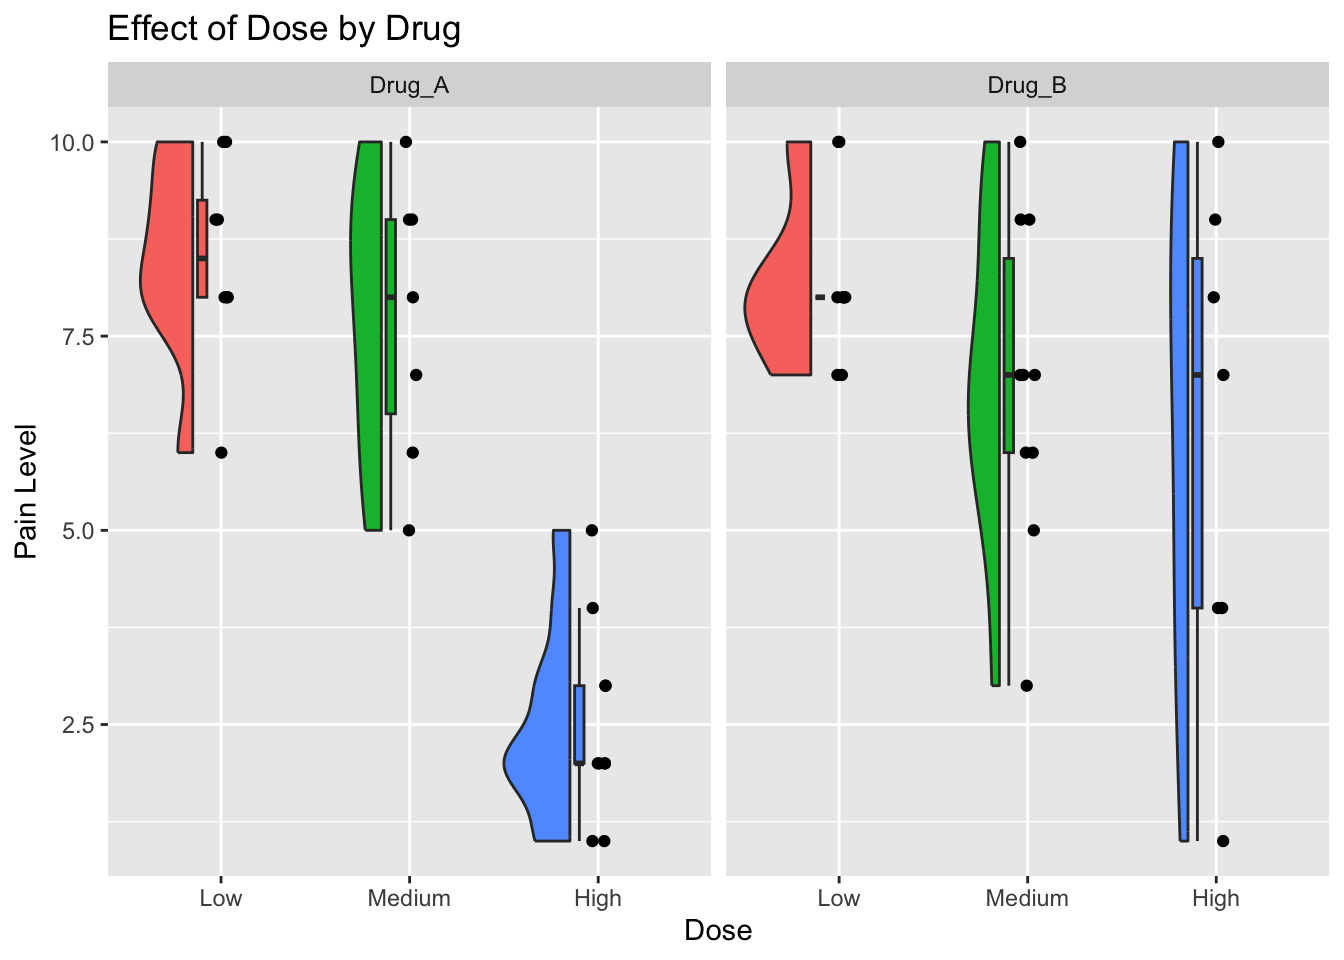 Effect of Dose by Drug
Drug_A
Drug_B
10.0
7.5
5.0
2.5
Pain Level
Low
Medium
High
Low
Medium
High
Dose